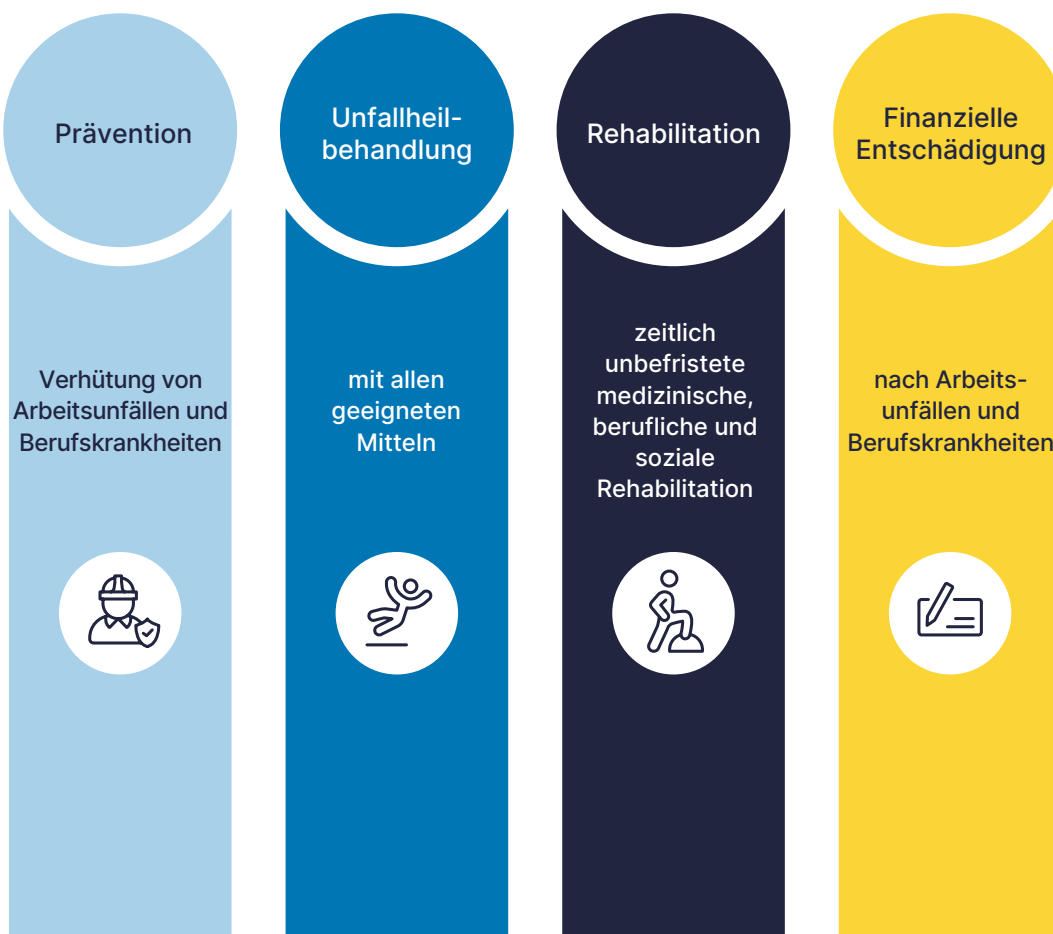 Prävention
Verhütung von
Arbeitsunfällen und
Berufskrankheiten
Unfallheil-
behandlung
mit allen
geeigneten
Mitteln
Rehabilitation
zeitlich
unbefristete
medizinische,
berufliche und
soziale
Rehabilitation
Finanzielle
Entschädigung
nach Arbeits-
unfällen und
Berufskrankheiten